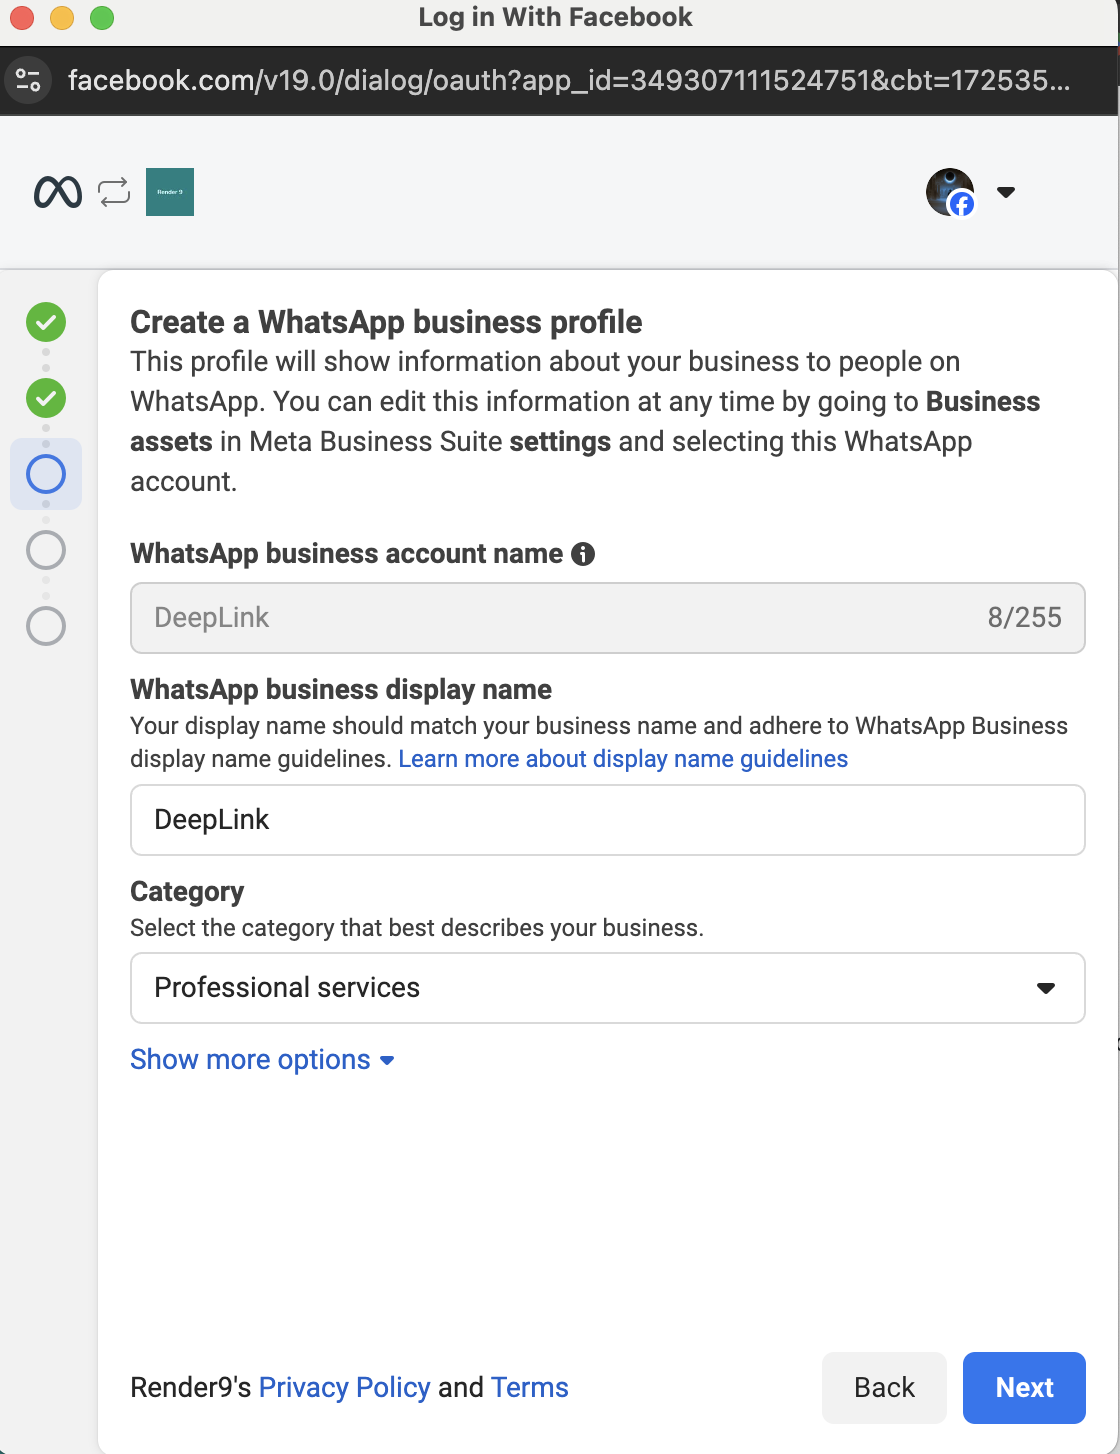 Log in With Facebook
facebook.com/v19.0/dialog/oauth?app_id=349307111524751&cbt=172535...
Render 9
Create a WhatsApp business profile
This profile will show information about your business to people on
WhatsApp. You can edit this information at any time by going to Business
assets in Meta Business Suite settings and selecting this WhatsApp
account.
WhatsApp business account name
DeepLink 8/255
WhatsApp business display name
Your display name should match your business name and adhere to WhatsApp Business
display name guidelines. Learn more about display name guidelines
DeepLink
Category
Select the category that best describes your business.
Professional services
Show more options
Render9's Privacy Policy and Terms
Back
Next